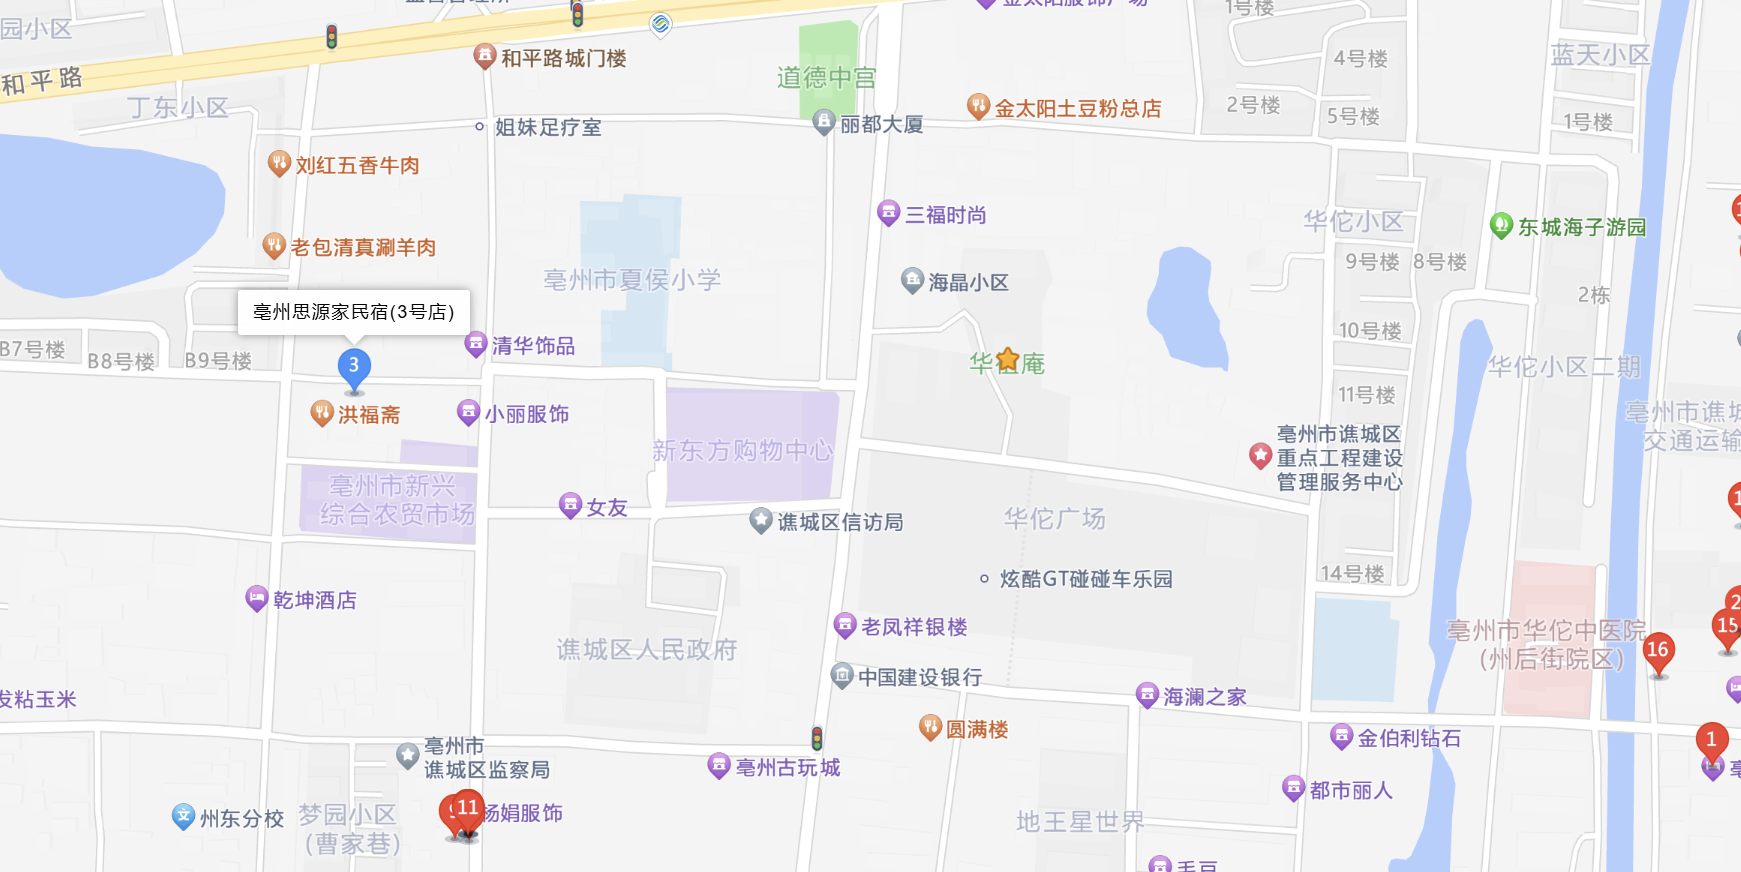 金太阳服饰广场
1号楼
园小区
和平路城门楼
4号楼
蓝天小区
和平路
道德中宫
丁东小区
金太阳土豆粉总店
2号楼
5号楼
姐妹足疗室
丽都大厦
1号楼
刘红五香牛肉
三福时尚
华佗小区
东城海子游园
老包清真涮羊肉
9号楼
8号楼
亳州市夏侯小学
海晶小区
2栋
亳州思源家民宿(3号店)
10号楼
清华饰品
B7号楼
B8号楼
B9号楼
3
华祖庵
华佗小区二期
11号楼
洪福斋
小丽服饰
亳州市谯城
交通运输
亳州市谯城区
重点工程建设
管理服务中心
新东方购物中心
亳州市新兴
综合农贸市场
女友
谯城区信访局
华佗广场
14号楼
炫酷GT碰碰车乐园
乾坤酒店
老凤祥银楼
2
15
亳州市华佗中医院
(州后街院区)
16
谯城区人民政府
中国建设银行
发粘玉米
海澜之家
圆满楼
金伯利钻石
1
亳州市
谯城区监察局
亳州古玩城
都市丽人
州东分校
梦园小区
(曹家巷)
11
杨娟服饰
地王星世界